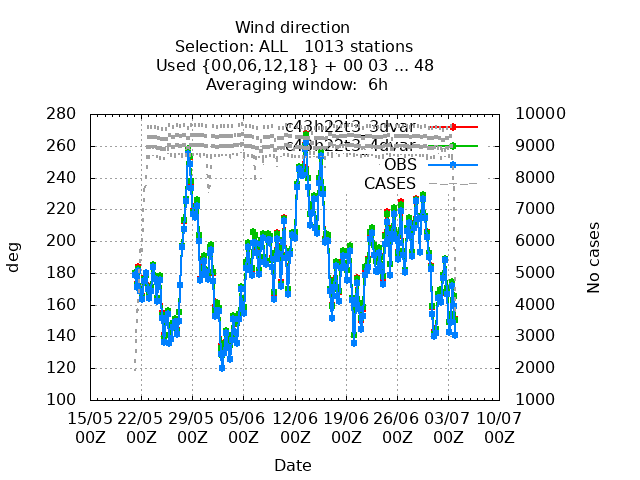 Wind direction
Selection: ALL   1013 stations
Used {00,06,12,18} + 00 03 ... 48
Averaging window:  6h
280 10000
260 9000
240 8000
220 7000
200 6000
180 5000
160 4000
140 3000
120 2000
100 1000
c43h22t3_3dvar
c43h22t3_4dvar
OBS
CASES
deg
No cases
15/05 22/05 29/05 05/06 12/06 19/06 26/06 03/07 10/07
00Z 00Z 00Z 00Z 00Z 00Z 00Z 00Z 00Z
Date